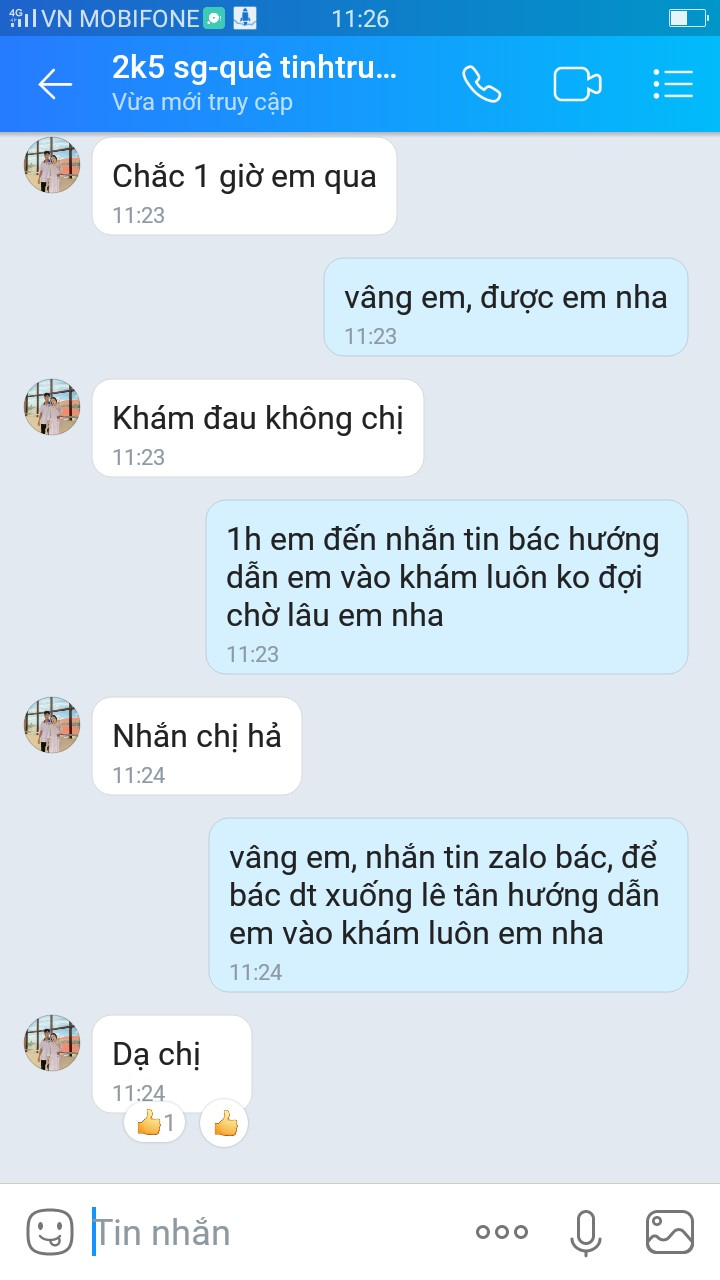 4G VN MOBIFONE 11:26
2k5 sg-quê tinhtru...
Vừa mới truy cập
Chắc 1 giờ em qua
11:23
vâng em, được em nha
11:23
Khám đau không chị
11:23
1h em đến nhắn tin bác hướng
dẫn em vào khám luôn ko đợi
chờ lâu em nha
11:23
Nhắn chị hả
11:24
vâng em, nhắn tin zalo bác, để
bác dt xuống lê tân hướng dẫn
em vào khám luôn em nha
11:24
Dạ chị
11:24
1
Tin nhắn